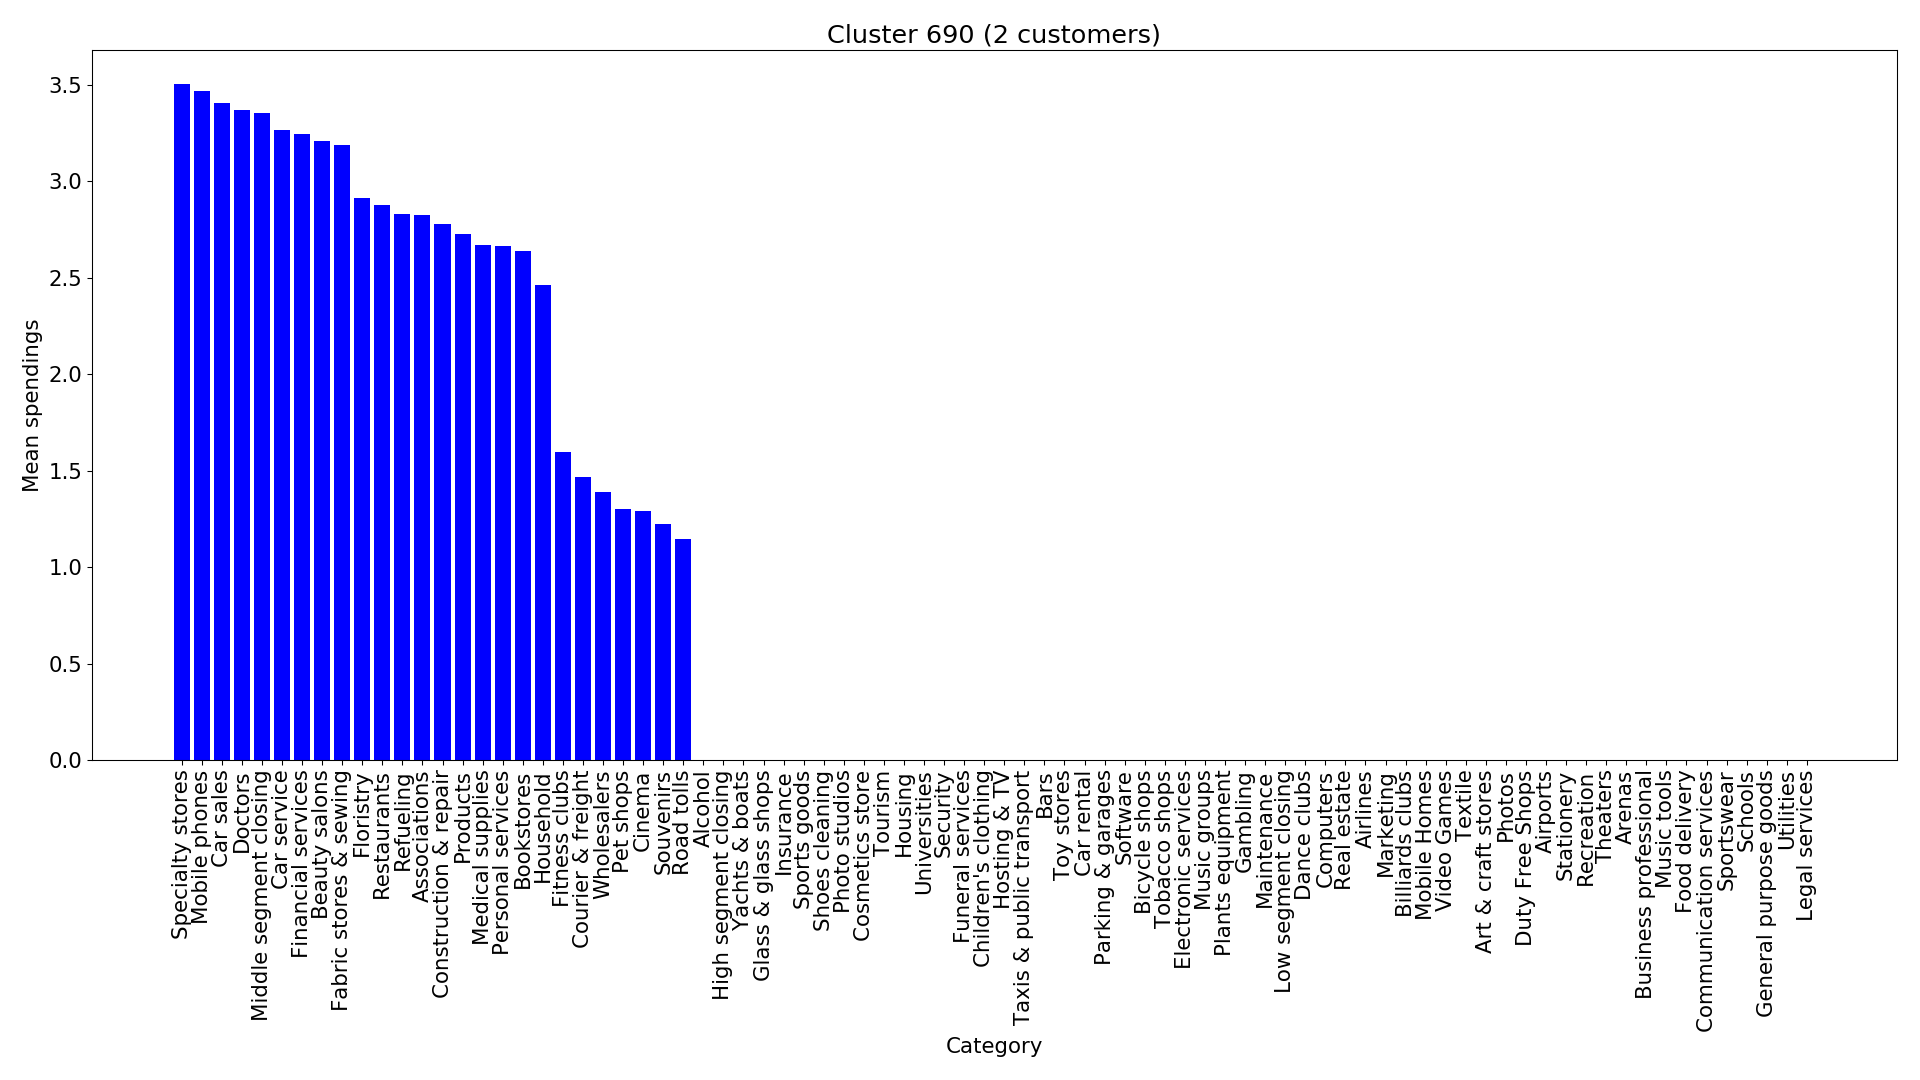 Cluster 690 (2 customers)
Mean spendings
3.5
3.0
2.5
2.0
1.5
1.0
0.5
0.0
Specialty stores
Mobile phones
Car sales
Doctors
Middle segment closing
Car service
Financial services
Beauty salons
Fabric stores & sewing
Floristry
Restaurants
Refueling
Associations
Construction & repair
Products
Medical supplies
Personal services
Bookstores
Household
Fitness clubs
Courier & freight
Wholesalers
Pet shops
Cinema
Souvenirs
Road tolls
Alcohol
High segment closing
Yachts & boats
Glass & glass shops
Insurance
Sports goods
Shoes cleaning
Photo studios
Cosmetics store
Tourism
Housing
Universities
Security
Funeral services
Children's clothing
Hosting & TV
Taxis & public transport
Bars
Toy stores
Car rental
Parking & garages
Software
Bicycle shops
Tobacco shops
Electronic services
Music groups
Plants equipment
Gambling
Maintenance
Low segment closing
Dance clubs
Computers
Real estate
Airlines
Marketing
Billiards clubs
Mobile Homes
Video Games
Textile
Art & craft stores
Photos
Duty Free Shops
Airports
Stationery
Recreation
Theaters
Arenas
Business professional
Music tools
Food delivery
Communication services
Sportswear
Schools
General purpose goods
Utilities
Legal services
Category